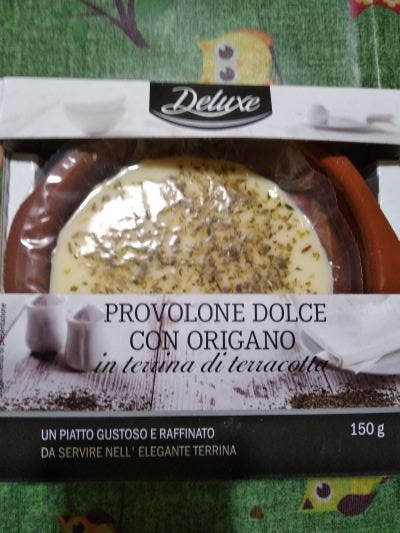 Deluxe
PROVOLONE DOLCE
CON ORIGANO
in terrina di terracotta
UN PIATTO GUSTOSO E RAFFINATO
DA SERVIRE NELL' ELEGANTE TERRINA
150 g